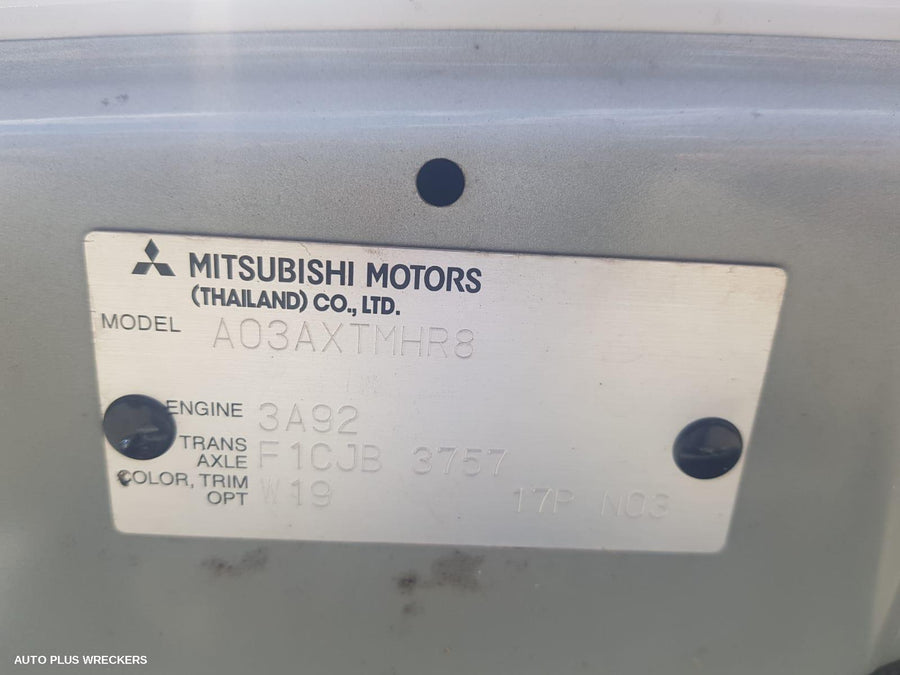 MITSUBISHI MOTORS
(THAILAND) CO., LTD.
MODEL A03AXTMHR8
ENGINE 3A92
TRANS AXLE F1CJB 3757
COLOR, TRIM OPT W19 17P N03
AUTO PLUS WRECKERS